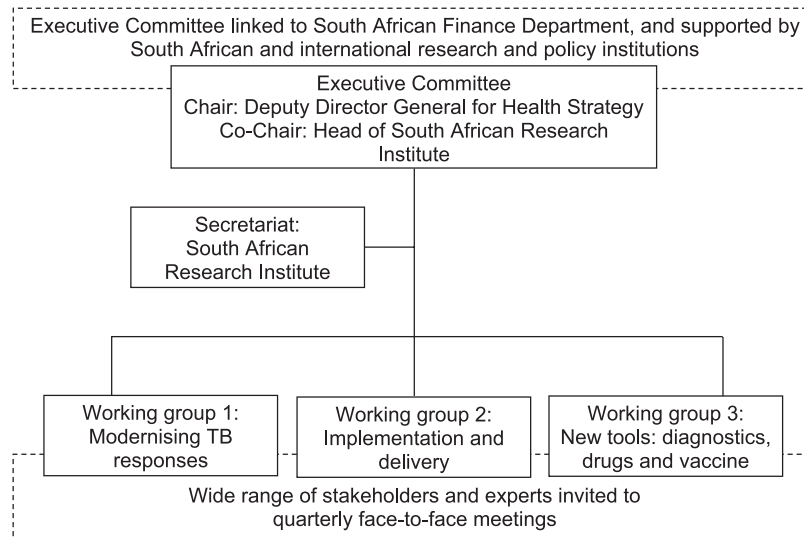 Executive Committee linked to South African Finance Department, and supported by
South African and international research and policy institutions
Executive Committee
Chair: Deputy Director General for Health Strategy
Co-Chair: Head of South African Research
Institute
Secretariat:
South African
Research Institute
Working group 1:
Modernising TB
responses
Working group 2:
Implementation and
delivery
Working group 3:
New tools: diagnostics,
drugs and vaccine
Wide range of stakeholders and experts invited to
quarterly face-to-face meetings